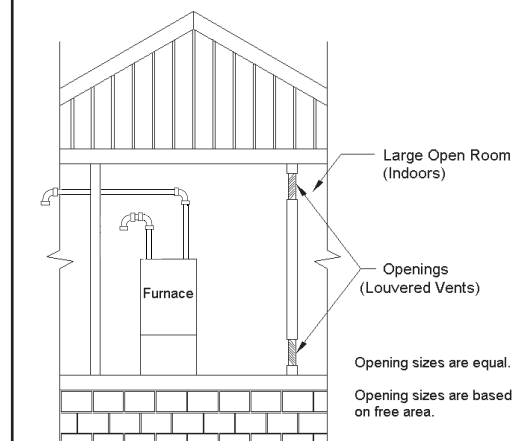 Large Open Room
(Indoors)
Furnace
Openings
(Louvered Vents)
Opening sizes are equal.
Opening sizes are based
on free area.